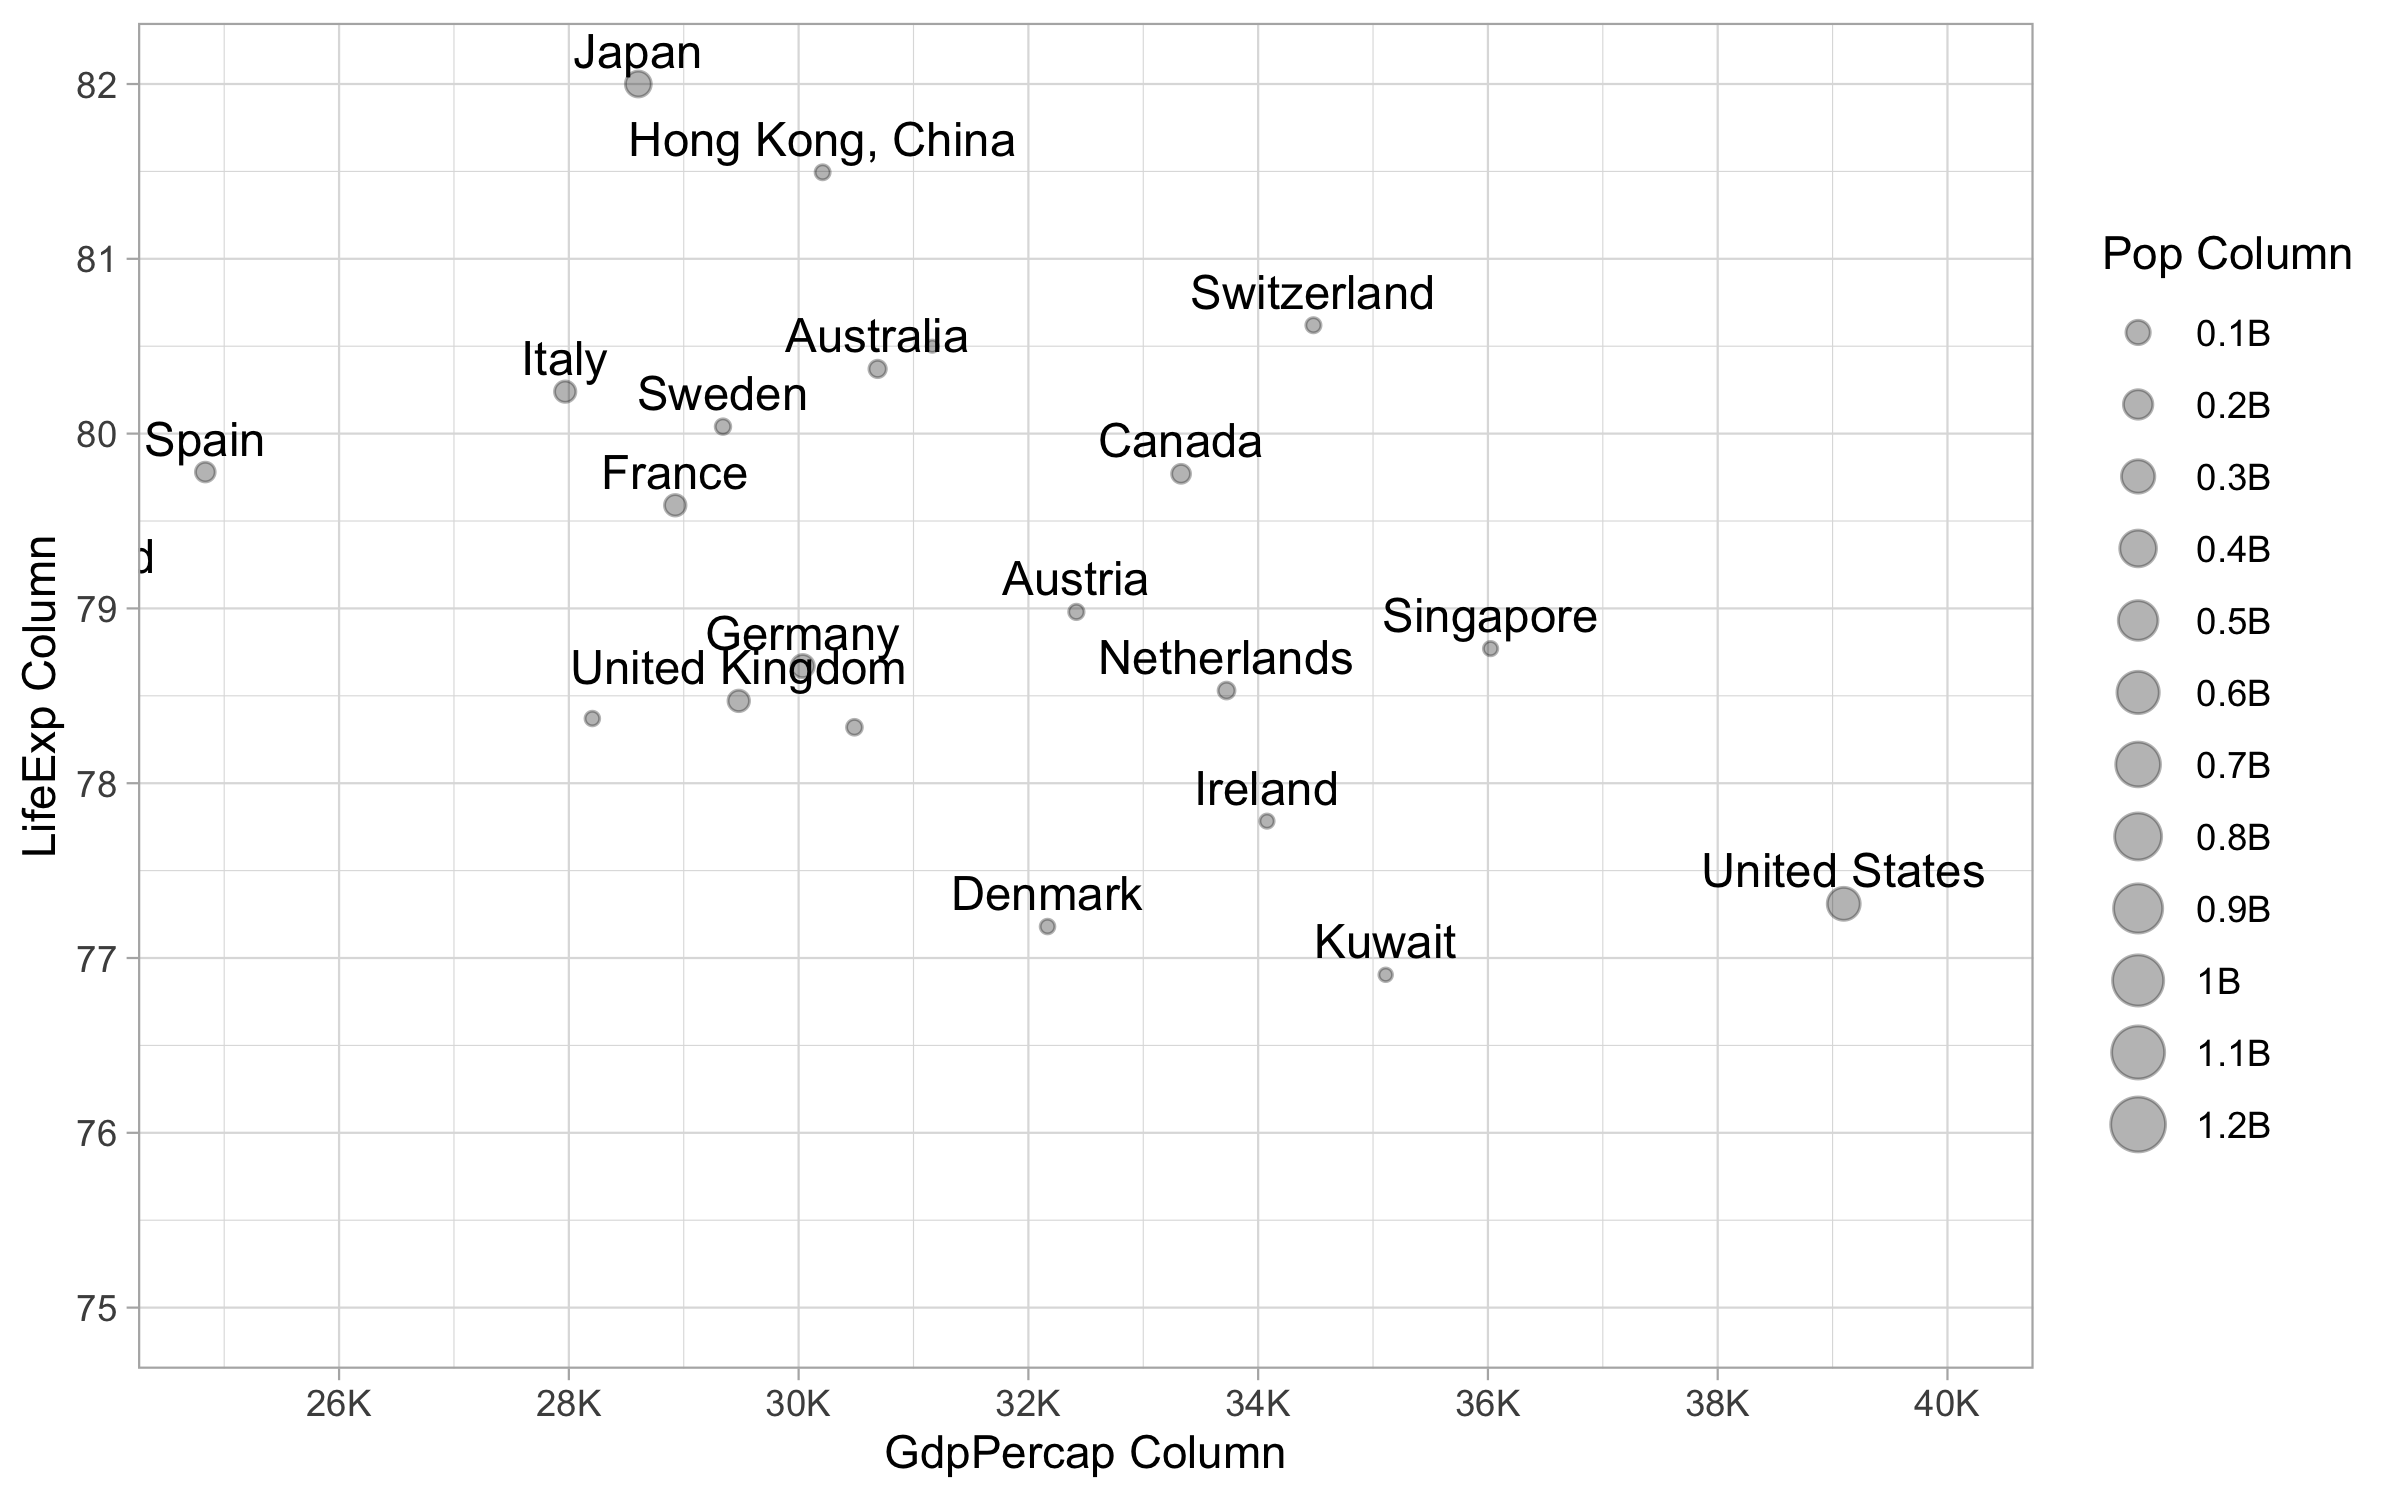 Japan
Hong Kong, China
Switzerland
Australia
Italy
Sweden
Spain
Canada
France
d
Austria
Singapore
Germany
Netherlands
United Kingdom
Ireland
United States
Denmark
Kuwait
82
81
80
79
78
77
76
75
LifeExp Column
26K
28K
30K
32K
34K
36K
38K
40K
GdpPercap Column
Pop Column
0.1B
0.2B
0.3B
0.4B
0.5B
0.6B
0.7B
0.8B
0.9B
1B
1.1B
1.2B